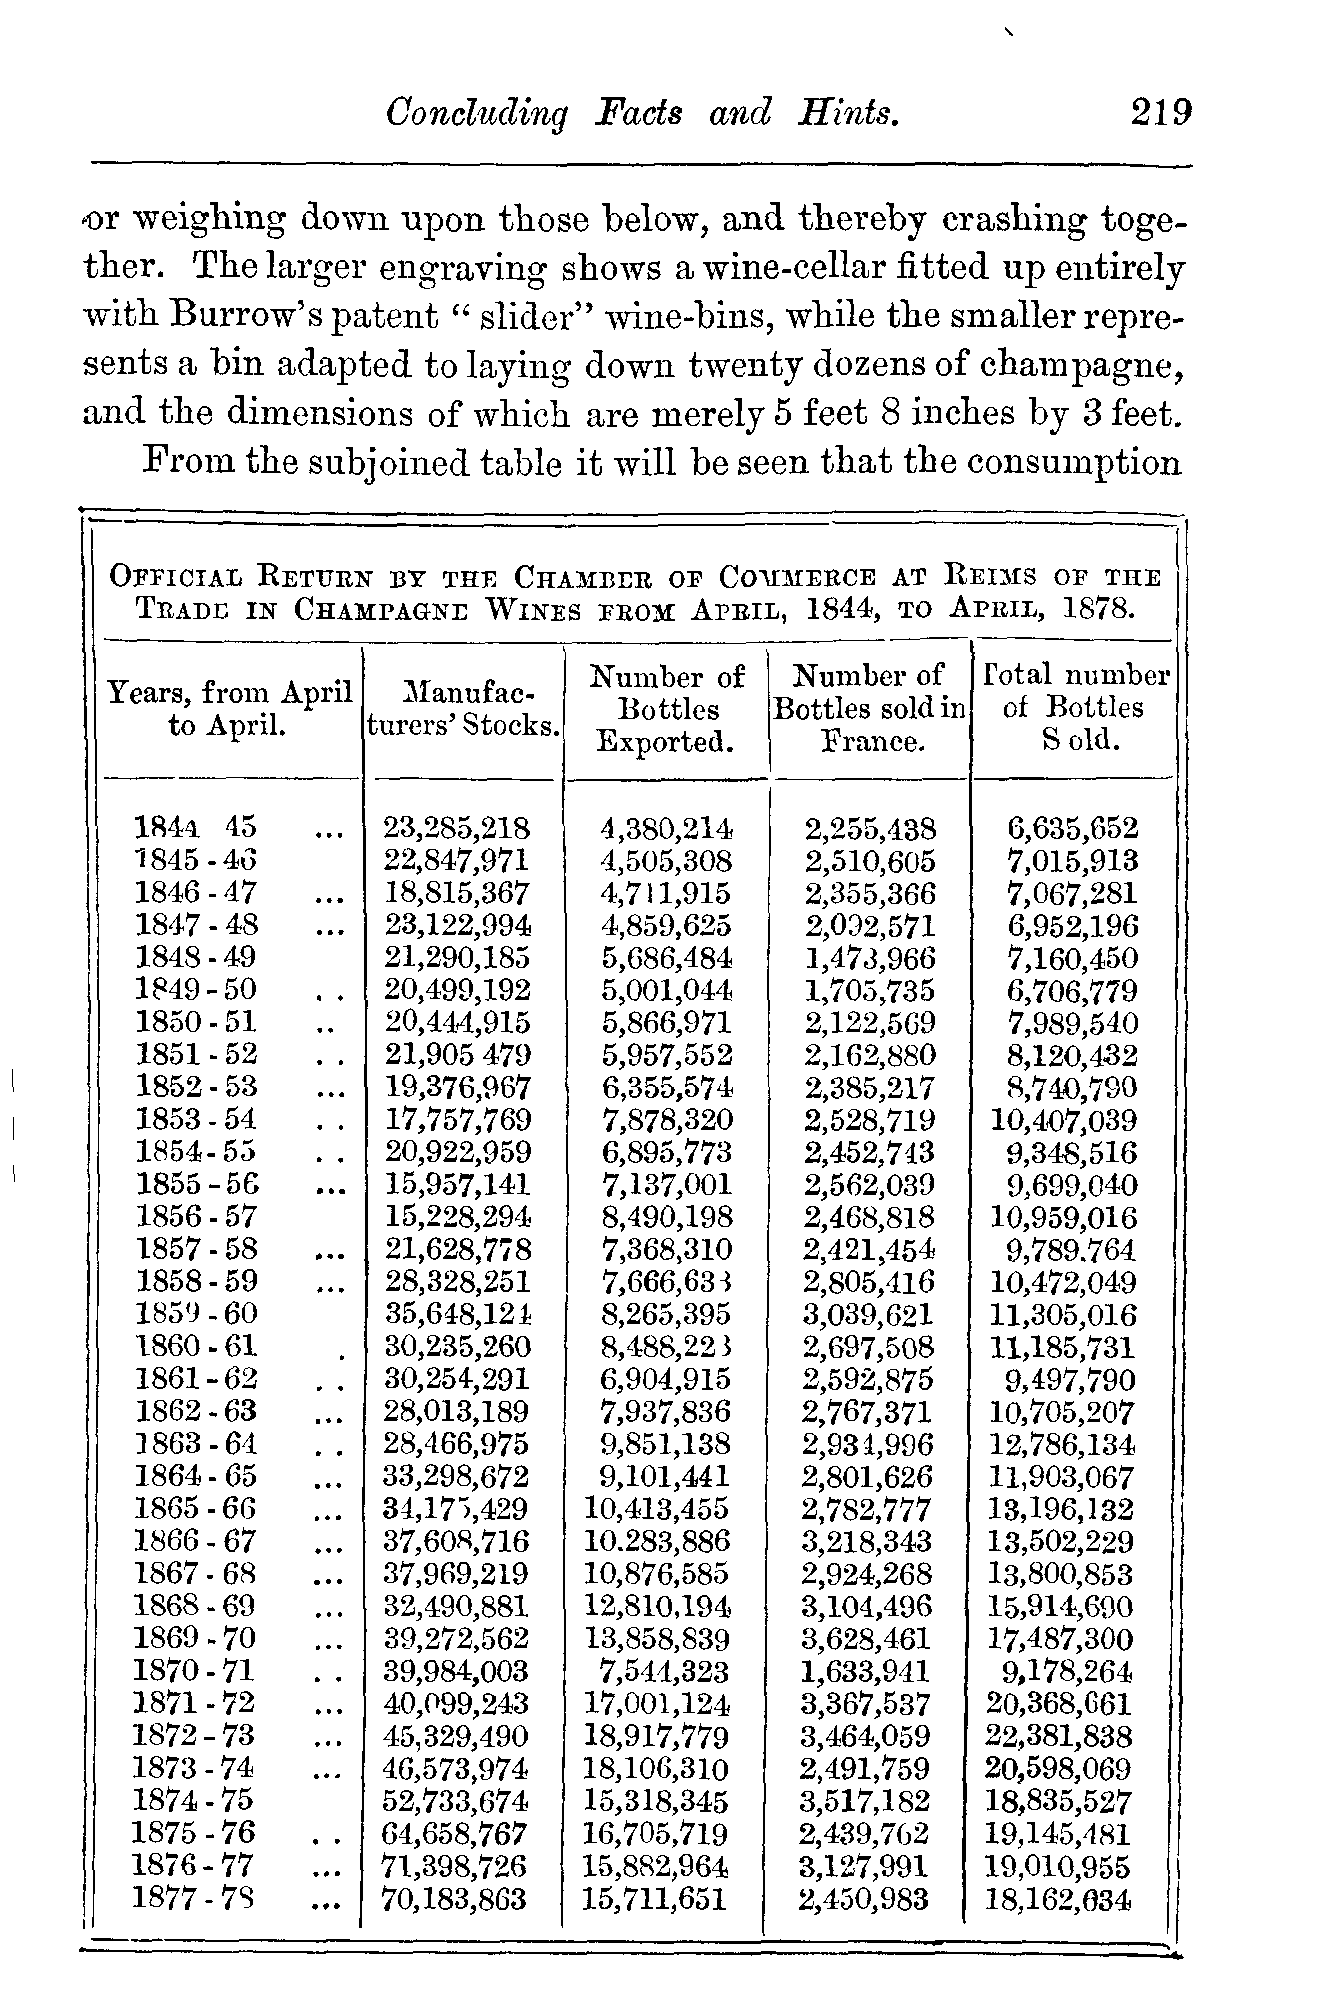 Concluding Facts and Hints. 219
or weighing down upon those below, and thereby crashing toge-
ther. The larger engraving shows a wine-cellar fitted up entirely
with Burrow's patent “ slider” wine-bins, while the smaller repre-
sents a bin adapted to laying down twenty dozens of champagne,
and the dimensions of which are merely 5 feet 8 inches by 3 feet.
From the subjoined table it will be seen that the consumption
OFFICIAL RETURN BY THE CHAMBER OF COMMERCE AT REIMS OF THE
TRADE IN CHAMPAGNE WINES FROM APRIL, 1844, TO APRIL, 1878.
Years, from April to April. Manufac- turers' Stocks. Number of Bottles Exported. Number of Bottles sold in France. Total number of Bottles Sold.
1844 45 ... 23,285,218 4,380,214 2,255,438 6,635,652
1845 - 46 22,847,971 4,505,308 2,510,605 7,015,913
1846 - 47 ... 18,815,367 4,711,915 2,355,366 7,067,281
1847 - 48 ... 23,122,994 4,859,625 2,092,571 6,952,196
1848 - 49 21,290,185 5,686,484 1,473,966 7,160,450
1849 - 50 . . 20,499,192 5,001,044 1,705,735 6,706,779
1850 - 51 .. 20,444,915 5,866,971 2,122,569 7,989,540
1851 - 52 . . 21,905 479 5,957,552 2,162,880 8,120,432
1852 - 53 ... 19,376,967 6,355,574 2,385,217 8,740,790
1853 - 54 . . 17,757,769 7,878,320 2,528,719 10,407,039
1854 - 55 . . 20,922,959 6,895,773 2,452,743 9,348,516
1855 - 56 ... 15,957,141 7,137,001 2,562,039 9,699,040
1856 - 57 15,228,294 8,490,198 2,468,818 10,959,016
1857 - 58 ... 21,628,778 7,368,310 2,421,454 9,789.764
1858 - 59 ... 28,328,251 7,666,633 2,805,416 10,472,049
1859 - 60 35,648,124 8,265,395 3,039,621 11,305,016
1860 - 61 . 30,235,260 8,488,223 2,697,508 11,185,731
1861 - 62 . . 30,254,291 6,904,915 2,592,875 9,497,790
1862 - 63 ... 28,013,189 7,937,836 2,767,371 10,705,207
1863 - 64 . . 28,466,975 9,851,138 2,934,996 12,786,134
1864 - 65 ... 33,298,672 9,101,441 2,801,626 11,903,067
1865 - 66 ... 34,175,429 10,413,455 2,782,777 13,196,132
1866 - 67 ... 37,608,716 10.283,886 3,218,343 13,502,229
1867 - 68 ... 37,969,219 10,876,585 2,924,268 13,800,853
1868 - 69 ... 32,490,881 12,810,194 3,104,496 15,914,690
1869 - 70 ... 39,272,562 13,858,839 3,628,461 17,487,300
1870 - 71 . . 39,984,003 7,544,323 1,633,941 9,178,264
1871 - 72 ... 40,099,243 17,001,124 3,367,537 20,368,661
1872 - 73 ... 45,329,490 18,917,779 3,464,059 22,381,838
1873 - 74 ... 46,573,974 18,106,310 2,491,759 20,598,069
1874 - 75 52,733,674 15,318,345 3,517,182 18,835,527
1875 - 76 . . 64,658,767 16,705,719 2,439,762 19,145,481
1876 - 77 ... 71,398,726 15,882,964 3,127,991 19,010,955
1877 - 78 ... 70,183,863 15,711,651 2,450,983 18,162,634